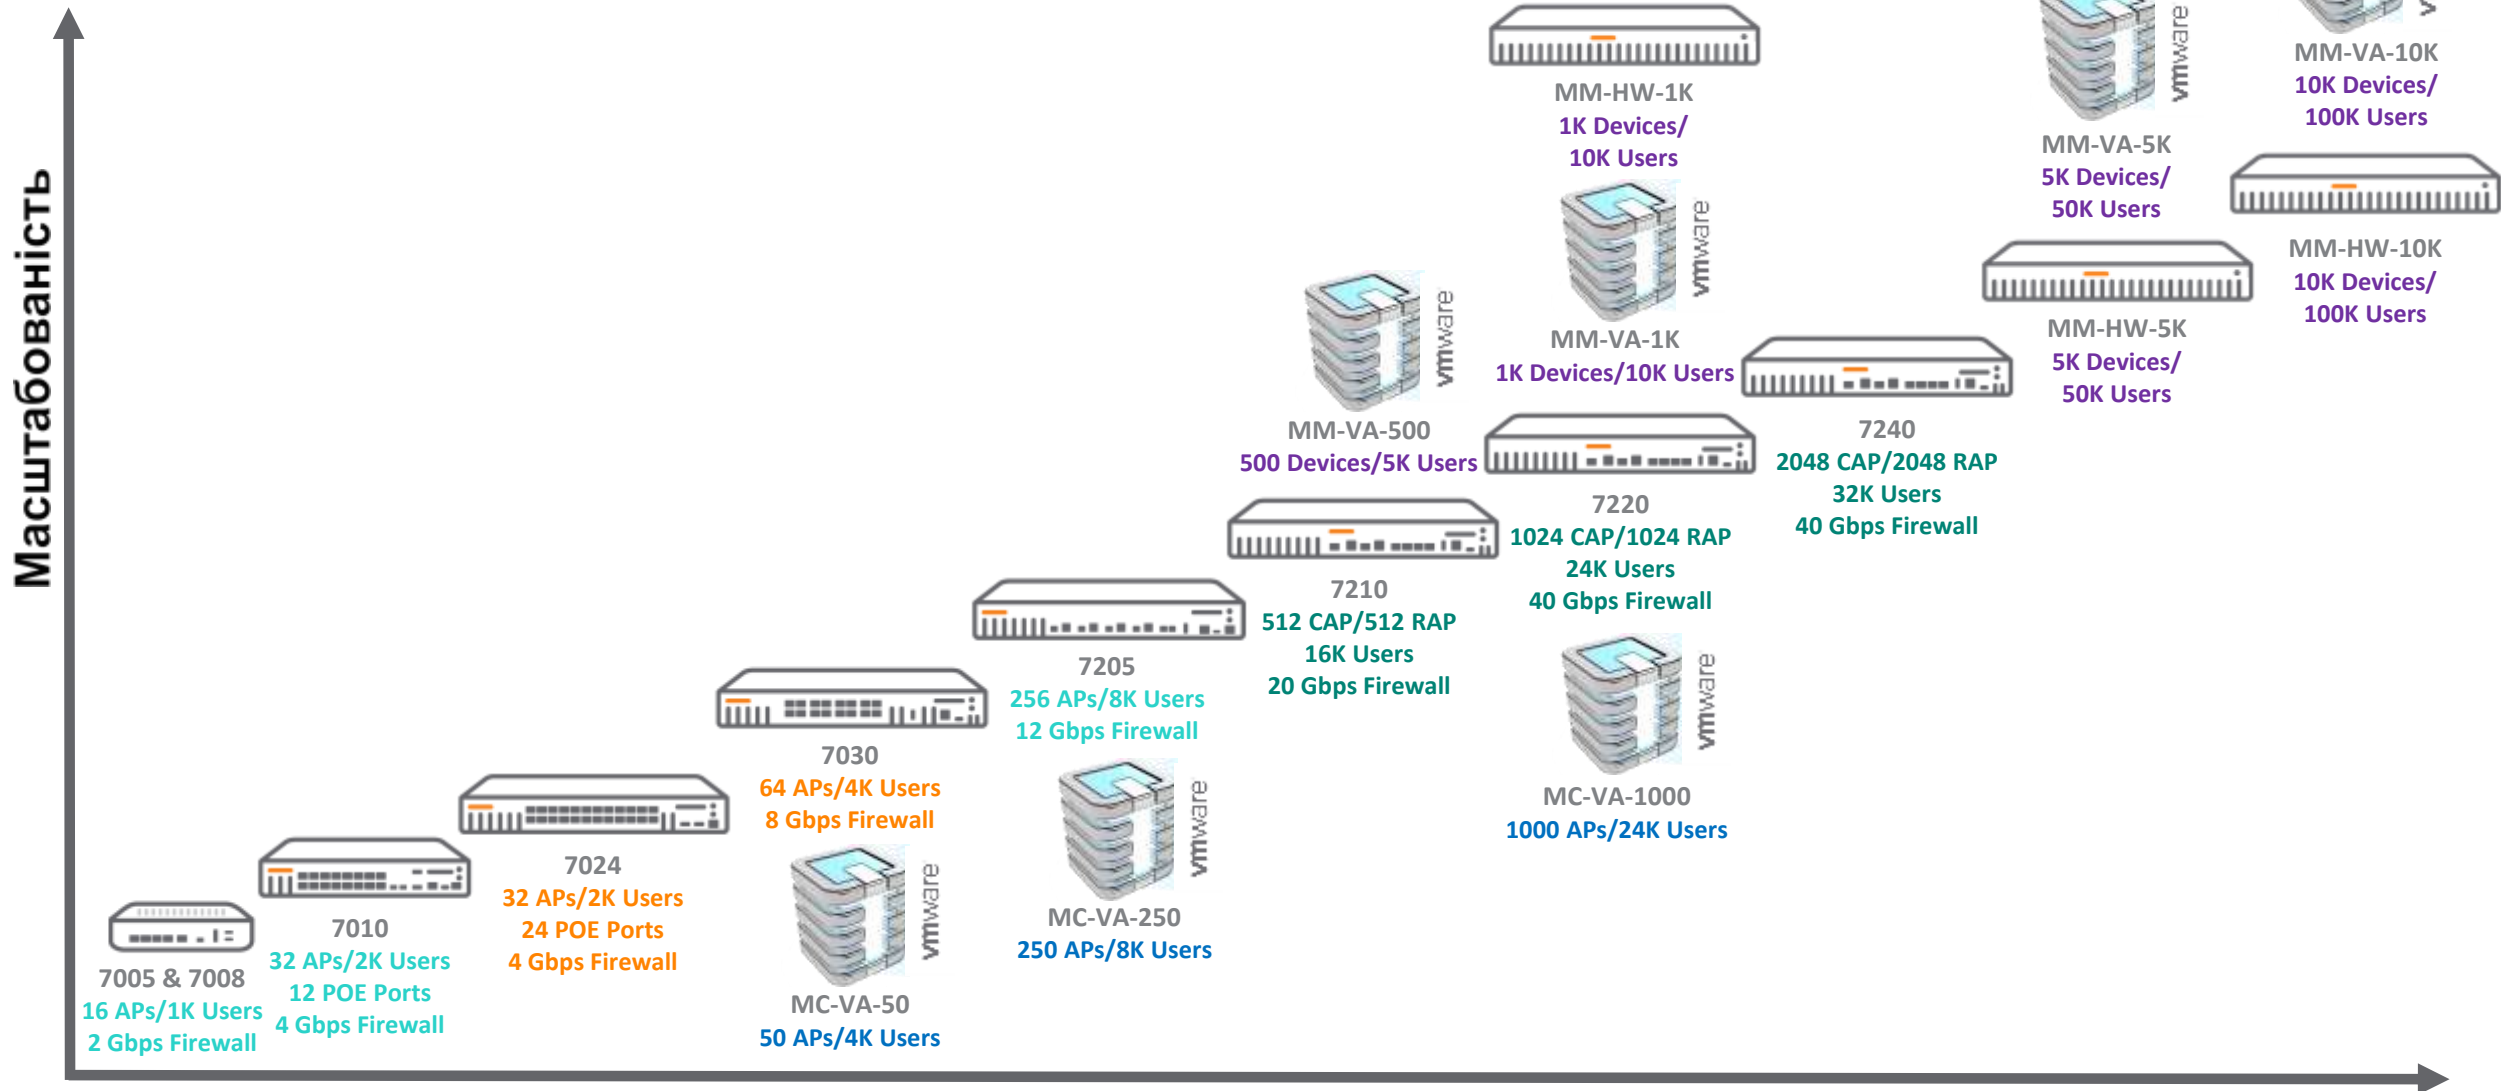 Масштабованість
7005 & 7008
16 APs/1K Users
2 Gbps Firewall
7010
32 APs/2K Users
12 POE Ports
4 Gbps Firewall
7024
32 APs/2K Users
24 POE Ports
4 Gbps Firewall
7030
64 APs/4K Users
8 Gbps Firewall
vmware
MC-VA-50
50 APs/4K Users
7205
256 APs/8K Users
12 Gbps Firewall
vmware
MC-VA-250
250 APs/8K Users
7210
512 CAP/512 RAP
16K Users
20 Gbps Firewall
vmware
MM-VA-500
500 Devices/5K Users
MM-HW-1K
1K Devices/
10K Users
vmware
MM-VA-1K
1K Devices/10K Users
7220
1024 CAP/1024 RAP
24K Users
40 Gbps Firewall
vmware
MC-VA-1000
1000 APs/24K Users
7240
2048 CAP/2048 RAP
32K Users
40 Gbps Firewall
vmware
MM-VA-5K
5K Devices/
50K Users
MM-HW-5K
5K Devices/
50K Users
MM-VA-10K
10K Devices/
100K Users
MM-HW-10K
10K Devices/
100K Users